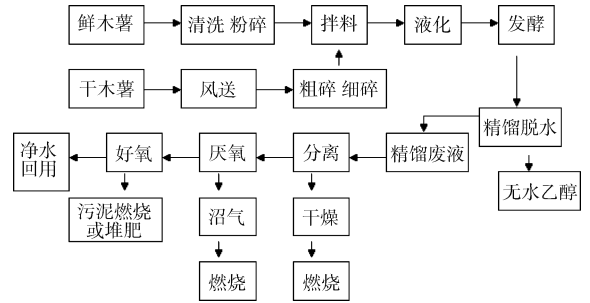 鲜木薯
清洗 粉碎
拌料
液化
发酵
干木薯
风送
粗碎 细碎
精馏脱水
净水
回用
好氧
厌氧
分离
精馏废液
无水乙醇
污泥燃烧
或堆肥
沼气
干燥
燃烧
燃烧